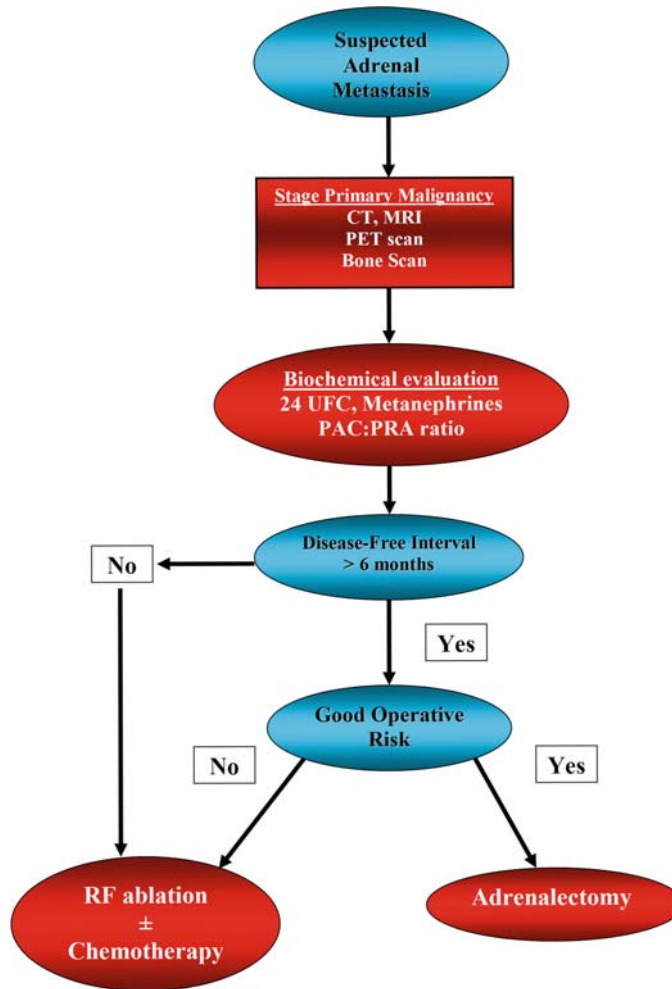 Suspected
Adrenal
Metastasis
Stage Primary Malignancy
CT, MRI
PET scan
Bone Scan
Biochemical evaluation
24 UFC, Metanephrines
PAC:PRA ratio
Disease-Free Interval
> 6 months
No
Yes
Good Operative
Risk
No
Yes
RF ablation
±
Chemotherapy
Adrenalectomy